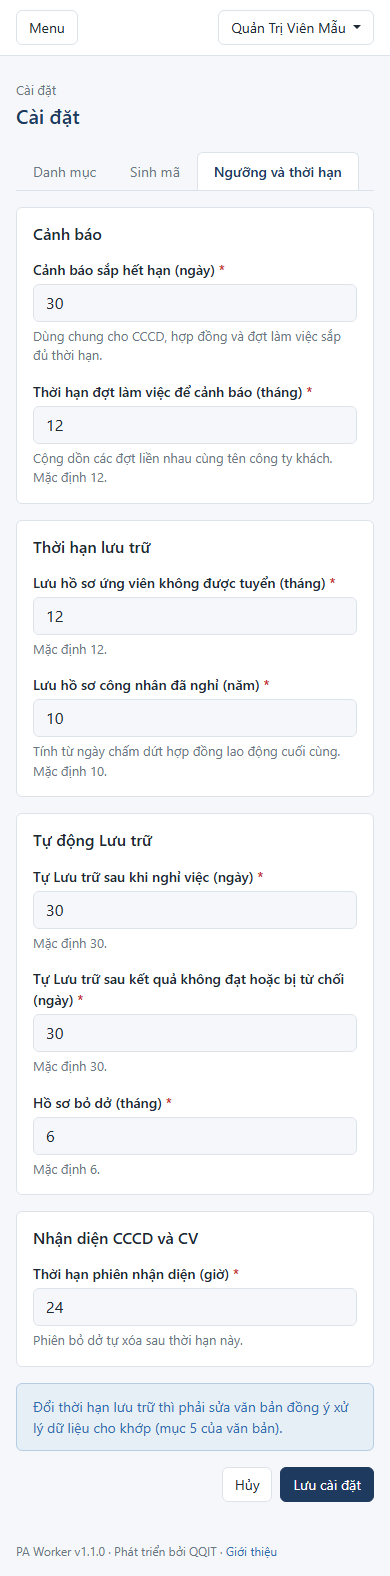 Menu
Quản Trị Viên Mẫu
Cài đặt
Cài đặt
Danh mục
Sinh mã
Ngưỡng và thời hạn
Cảnh báo
Cảnh báo sắp hết hạn (ngày) *
30
Dùng chung cho CCCD, hợp đồng và đợt làm việc sắp
đủ thời hạn.
Thời hạn đợt làm việc để cảnh báo (tháng) *
12
Cộng dồn các đợt liền nhau cùng tên công ty khách.
Mặc định 12.
Thời hạn lưu trữ
Lưu hồ sơ ứng viên không được tuyển (tháng) *
12
Mặc định 12.
Lưu hồ sơ công nhân đã nghỉ (năm) *
10
Tính từ ngày chấm dứt hợp đồng lao động cuối cùng.
Mặc định 10.
Tự động Lưu trữ
Tự Lưu trữ sau khi nghỉ việc (ngày) *
30
Mặc định 30.
Tự Lưu trữ sau kết quả không đạt hoặc bị từ chối
(ngày) *
30
Mặc định 30.
Hồ sơ bỏ dở (tháng) *
6
Mặc định 6.
Nhận diện CCCD và CV
Thời hạn phiên nhận diện (giờ) *
24
Phiên bỏ dở tự xóa sau thời hạn này.
Đổi thời hạn lưu trữ thì phải sửa văn bản đồng ý xử
lý dữ liệu cho khớp (mục 5 của văn bản).
Hủy
Lưu cài đặt
PA Worker v1.1.0 · Phát triển bởi QQIT · Giới thiệu